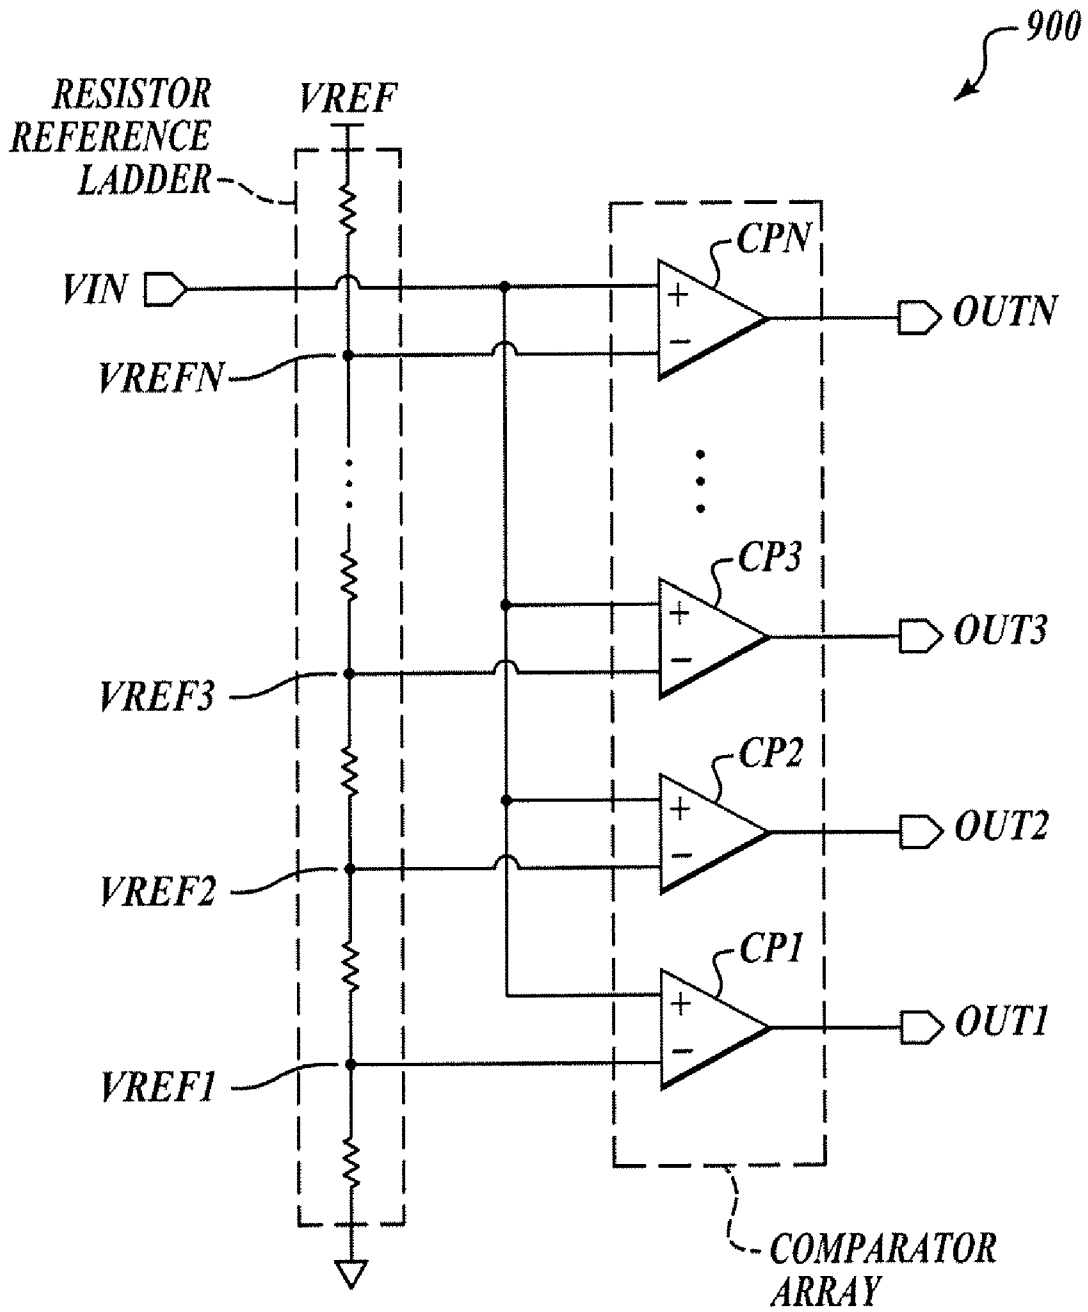 900
RESISTOR
REFERENCE
LADDER
VREF
CPN
VIN
+
OUTN
−
VREFN
CP3
+
OUT3
−
VREF3
CP2
+
OUT2
−
VREF2
CP1
+
OUT1
−
VREF1
COMPARATOR
ARRAY